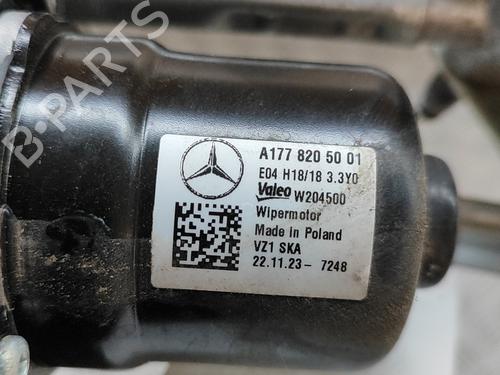 A177 820 50 01
E04 H18/18 3.3Y0
Valeo W204500
Wipermotor
Made in Poland
VZ1 SKA
22.11.23- 7248